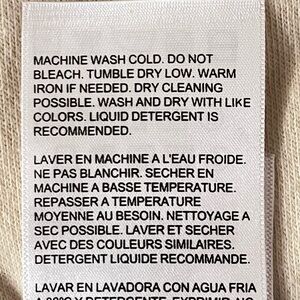 MACHINE WASH COLD. DO NOT
BLEACH. TUMBLE DRY LOW. WARM
IRON IF NEEDED. DRY CLEANING
POSSIBLE. WASH AND DRY WITH LIKE
COLORS. LIQUID DETERGENT IS
RECOMMENDED.
LAVER EN MACHINE A L'EAU FROIDE.
NE PAS BLANCHIR. SECHER EN
MACHINE A BASSE TEMPERATURE.
REPASSER A TEMPERATURE
MOYENNE AU BESOIN. NETTOYAGE A
SEC POSSIBLE. LAVER ET SECHER
AVEC DES COULEURS SIMILAIRES.
DETERGENT LIQUIDE RECOMMANDE.
LAVAR EN LAVADORA CON AGUA FRIA